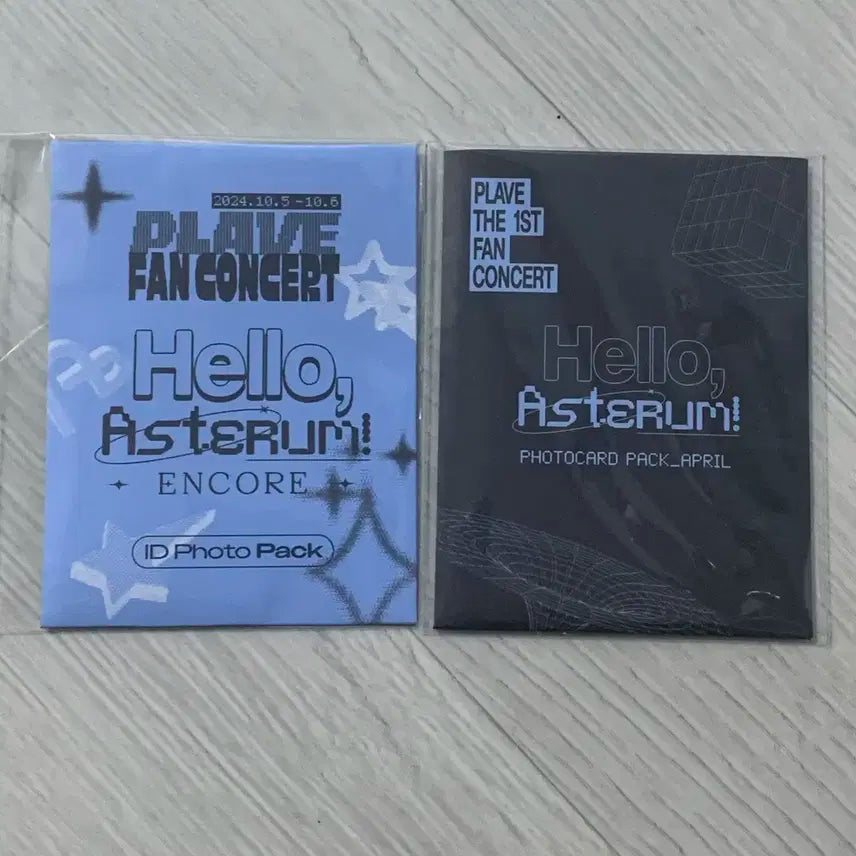 2024.10.5 -10.6
PLAVE
FAN CONCERT
Hello,
Asterum!
ENCORE
ID Photo Pack
PLAVE
THE 1ST
FAN
CONCERT
Hello,
Asterum!
PHOTOCARD PACK_APRIL